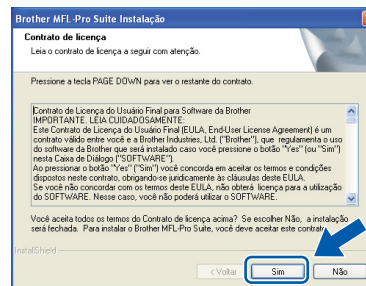 Brother MFL-Pro Suite Instalação
Contrato de licença
Leia o contrato de licença a seguir com atenção.
Pressione a tecla PAGE DOWN para ver o restante do contrato.
Contrato de Licença do Usuário Final para Software da Brother
IMPORTANTE. LEIA CUIDADOSAMENTE:
Este Contrato de Licença do Usuário Final (EULA, End-User License Agreement) é um
contrato válido entre você e a Brother Industries, Ltd. ("Brother"), que regulamenta o uso
do software da Brother que será instalado caso você pressione o botão "Yes" (ou "Sim")
nesta Caixa de Diálogo ("SOFTWARE").
Ao pressionar o botão "Yes" ("Sim") você concorda em aceitar os termos e condições
dispostos neste contrato, obrigando-se juridicamente às cláusulas deste EULA.
Se você não concordar com os termos deste EULA, não obterá licença para a utilização
do SOFTWARE. Nesse caso, você não poderá utilizar o SOFTWARE.
Você aceita todos os termos do Contrato de licença acima? Se escolher Não, a instalação
será fechada. Para instalar o Brother MFL-Pro Suite, você deve aceitar este contrato.
InstallShield
< Voltar
Sim
Não